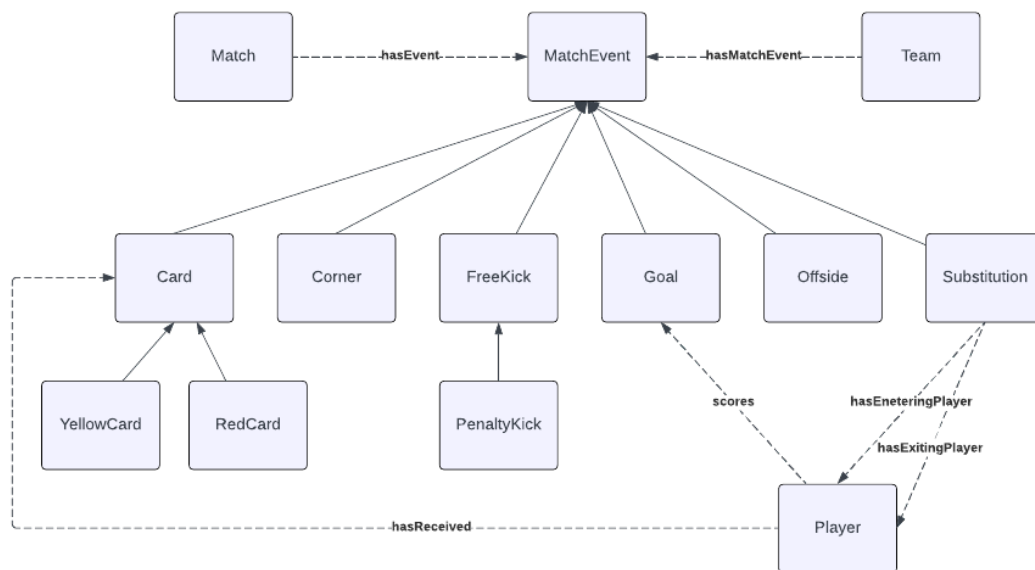 Match
hasEvent
MatchEvent
hasMatchEvent
Team
Card
Corner
FreeKick
Goal
Offside
Substitution
YellowCard
RedCard
PenaltyKick
scores
hasEneteringPlayer
hasExitingPlayer
Player
hasReceived